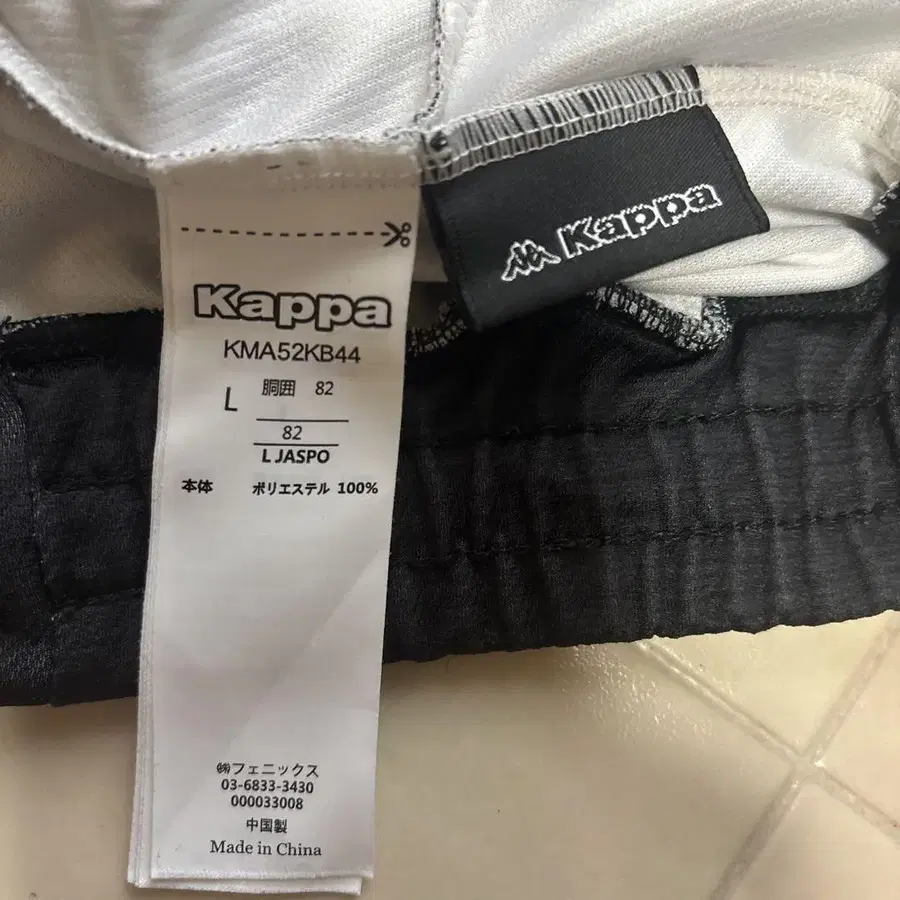 Kappa
Kappa
KMA52KB44
L
胴囲 82
82
L JASPO
本体 ポリエステル 100%
㈱フェニックス
03-6833-3430
000033008
中国製
Made in China